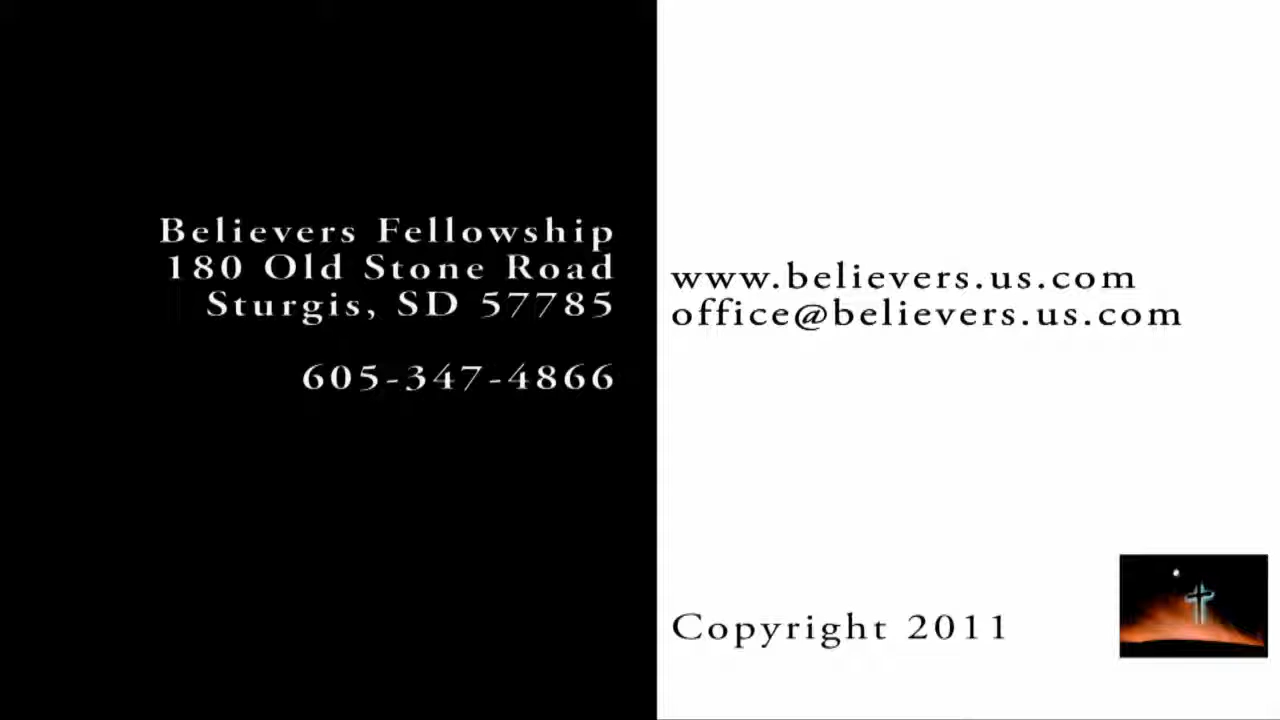 Believers Fellowship
180 Old Stone Road
Sturgis, SD 57785
605-347-4866
www.believers.us.com
office@believers.us.com
Copyright 2011